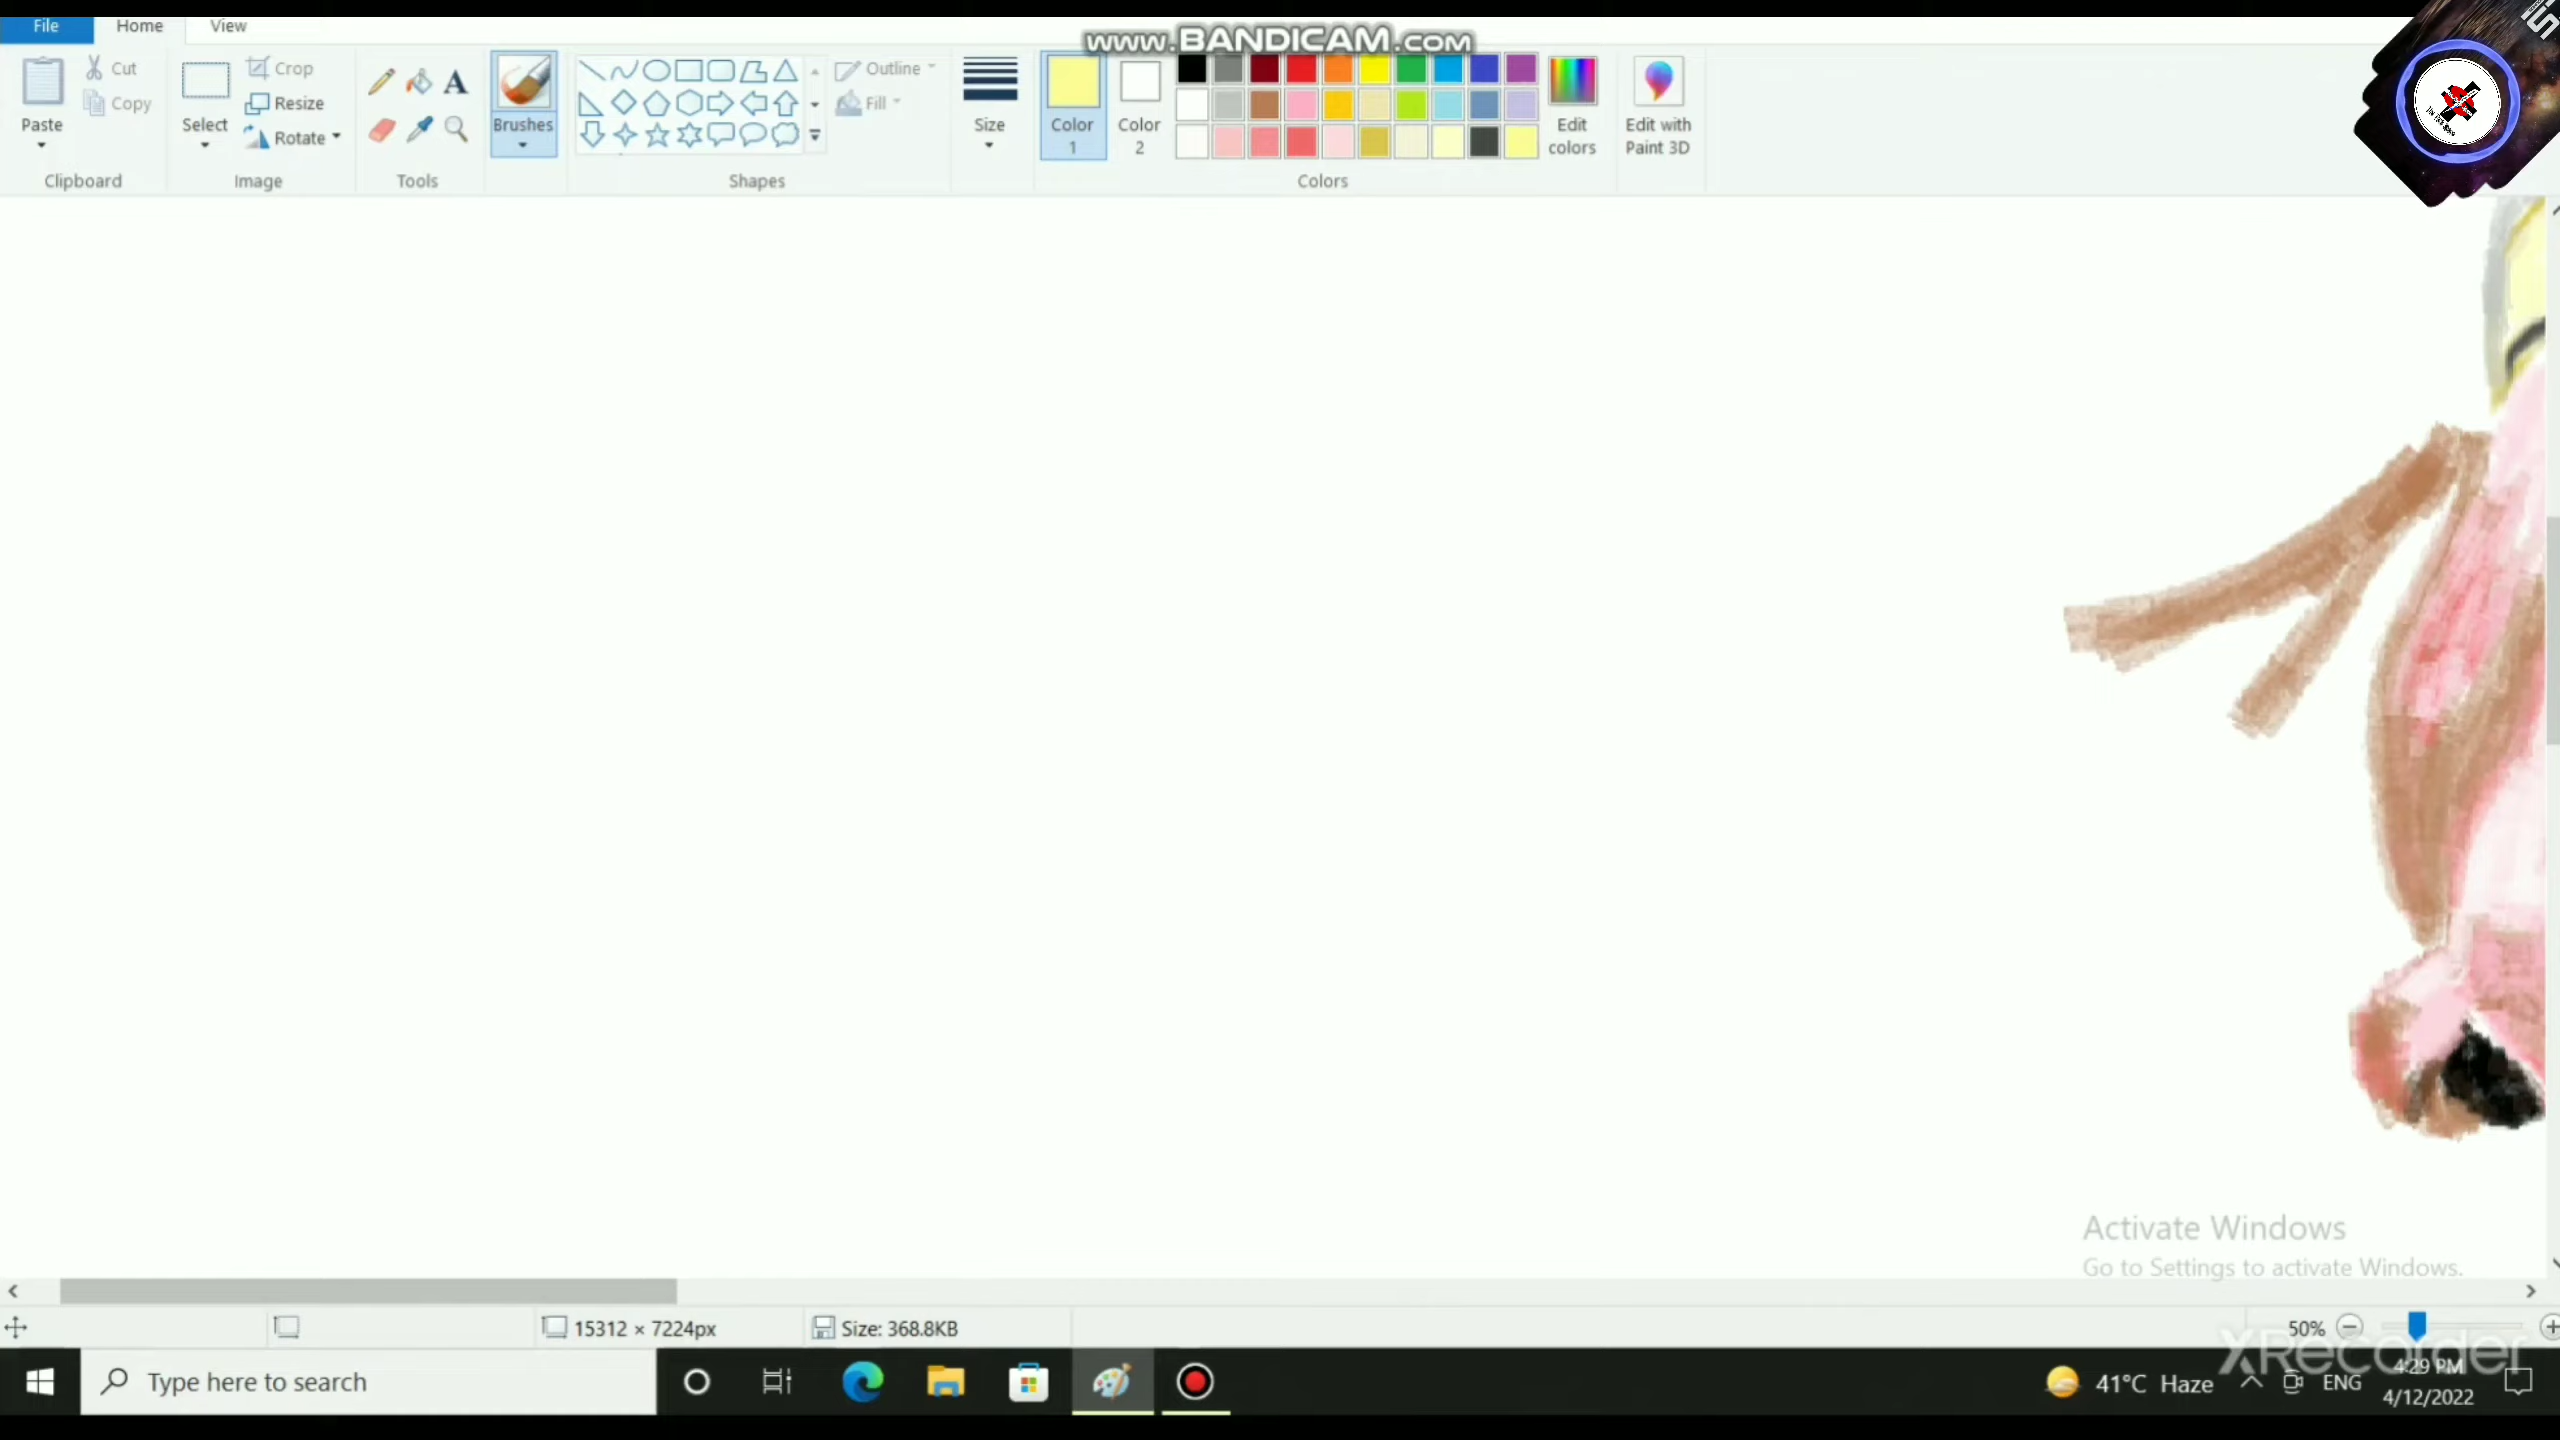 File Home View
www.BANDICAM.com
Cut
Copy
Paste
Crop
Resize
Rotate
Select
A
Brushes
Outline
Fill
Size
Color 1
Color 2
Edit colors
Edit with Paint 3D
Clipboard Image Tools Shapes Colors
Activate Windows
Go to Settings to activate Windows.
15312 × 7224px Size: 368.8KB 50%
XRecorder
Type here to search 41°C Haze ENG 4:29 PM
4/12/2022